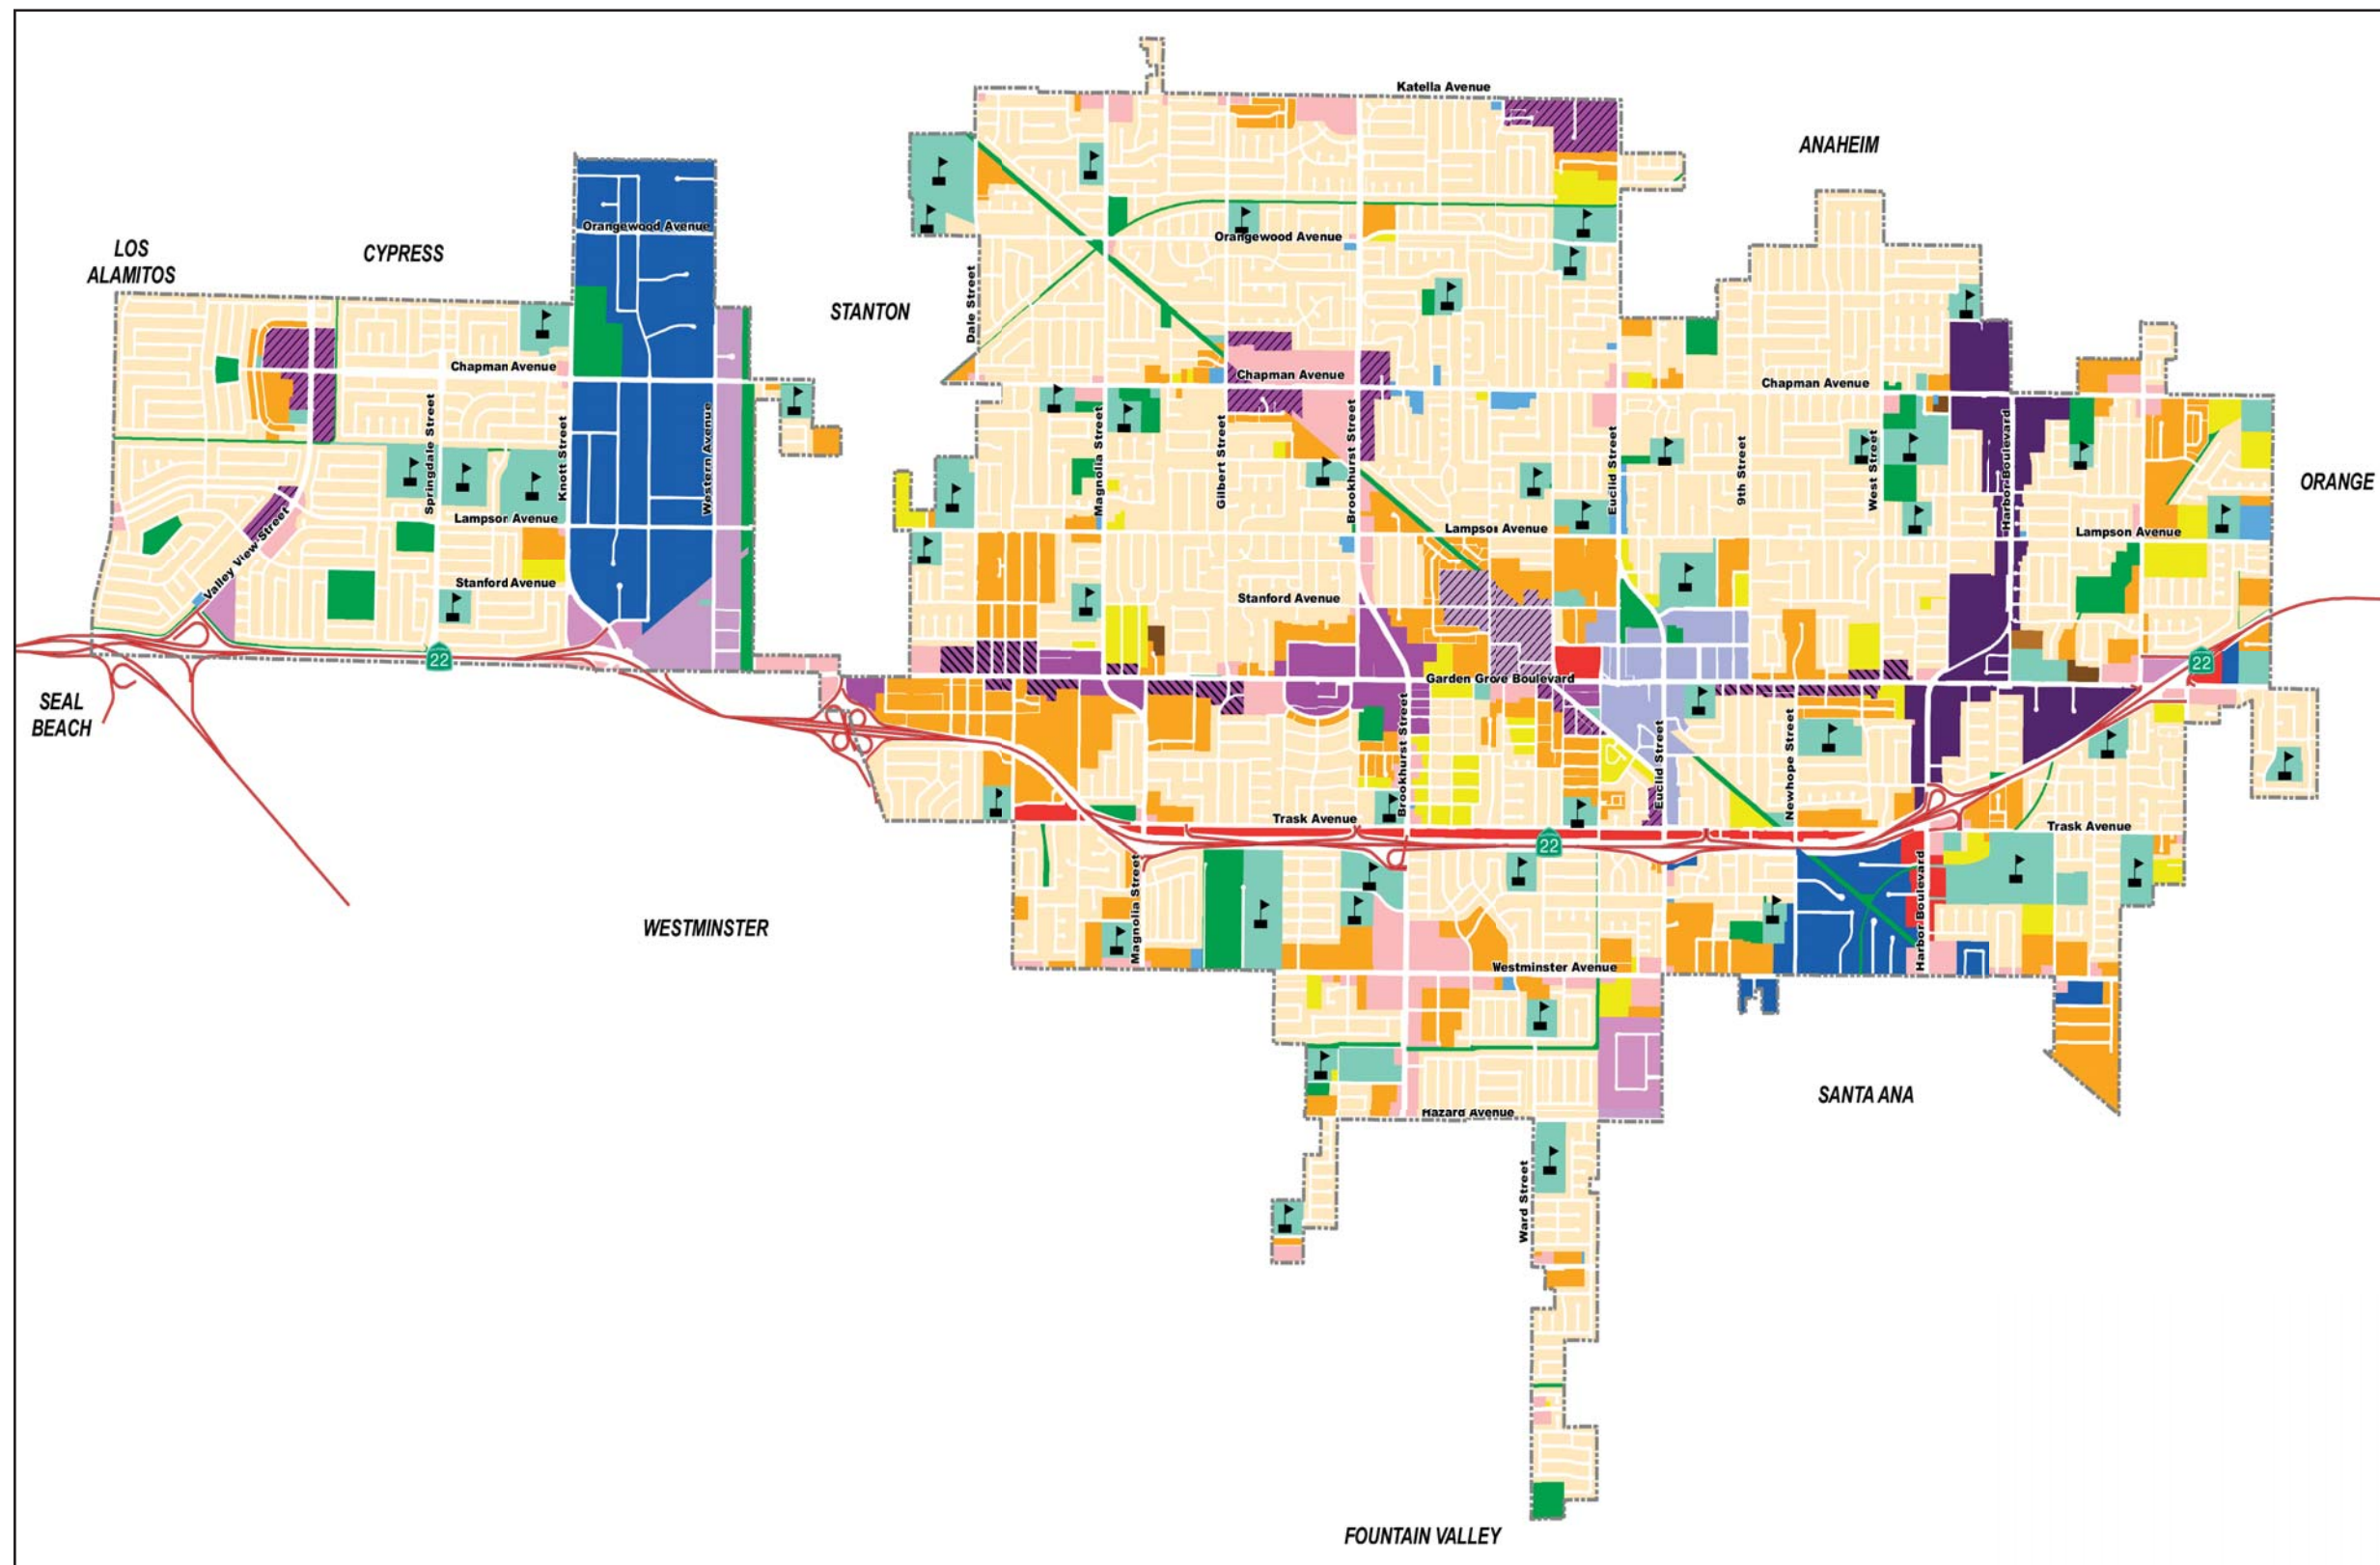 Katella Avenue
ANAHEIM
Orangewood Avenue
Orangewood Avenue
LOS
ALAMITOS
CYPRESS
STANTON
Dale Street
Chapman Avenue
Chapman Avenue
Chapman Avenue
Springdale Street
Knott Street
Western Avenue
Magnolia Street
Gilbert Street
Brookhurst Street
Euclid Street
9th Street
West Street
Harbor Boulevard
ORANGE
Lampson Avenue
Lampson Avenue
Lampson Avenue
Valley View Street
Stanford Avenue
Stanford Avenue
22
22
Garden Grove Boulevard
SEAL
BEACH
Brookhurst Street
Euclid Street
Newhope Street
Trask Avenue
Trask Avenue
22
Magnolia Street
Harbor Boulevard
WESTMINSTER
Westminster Avenue
SANTA ANA
Hazard Avenue
Ward Street
FOUNTAIN VALLEY